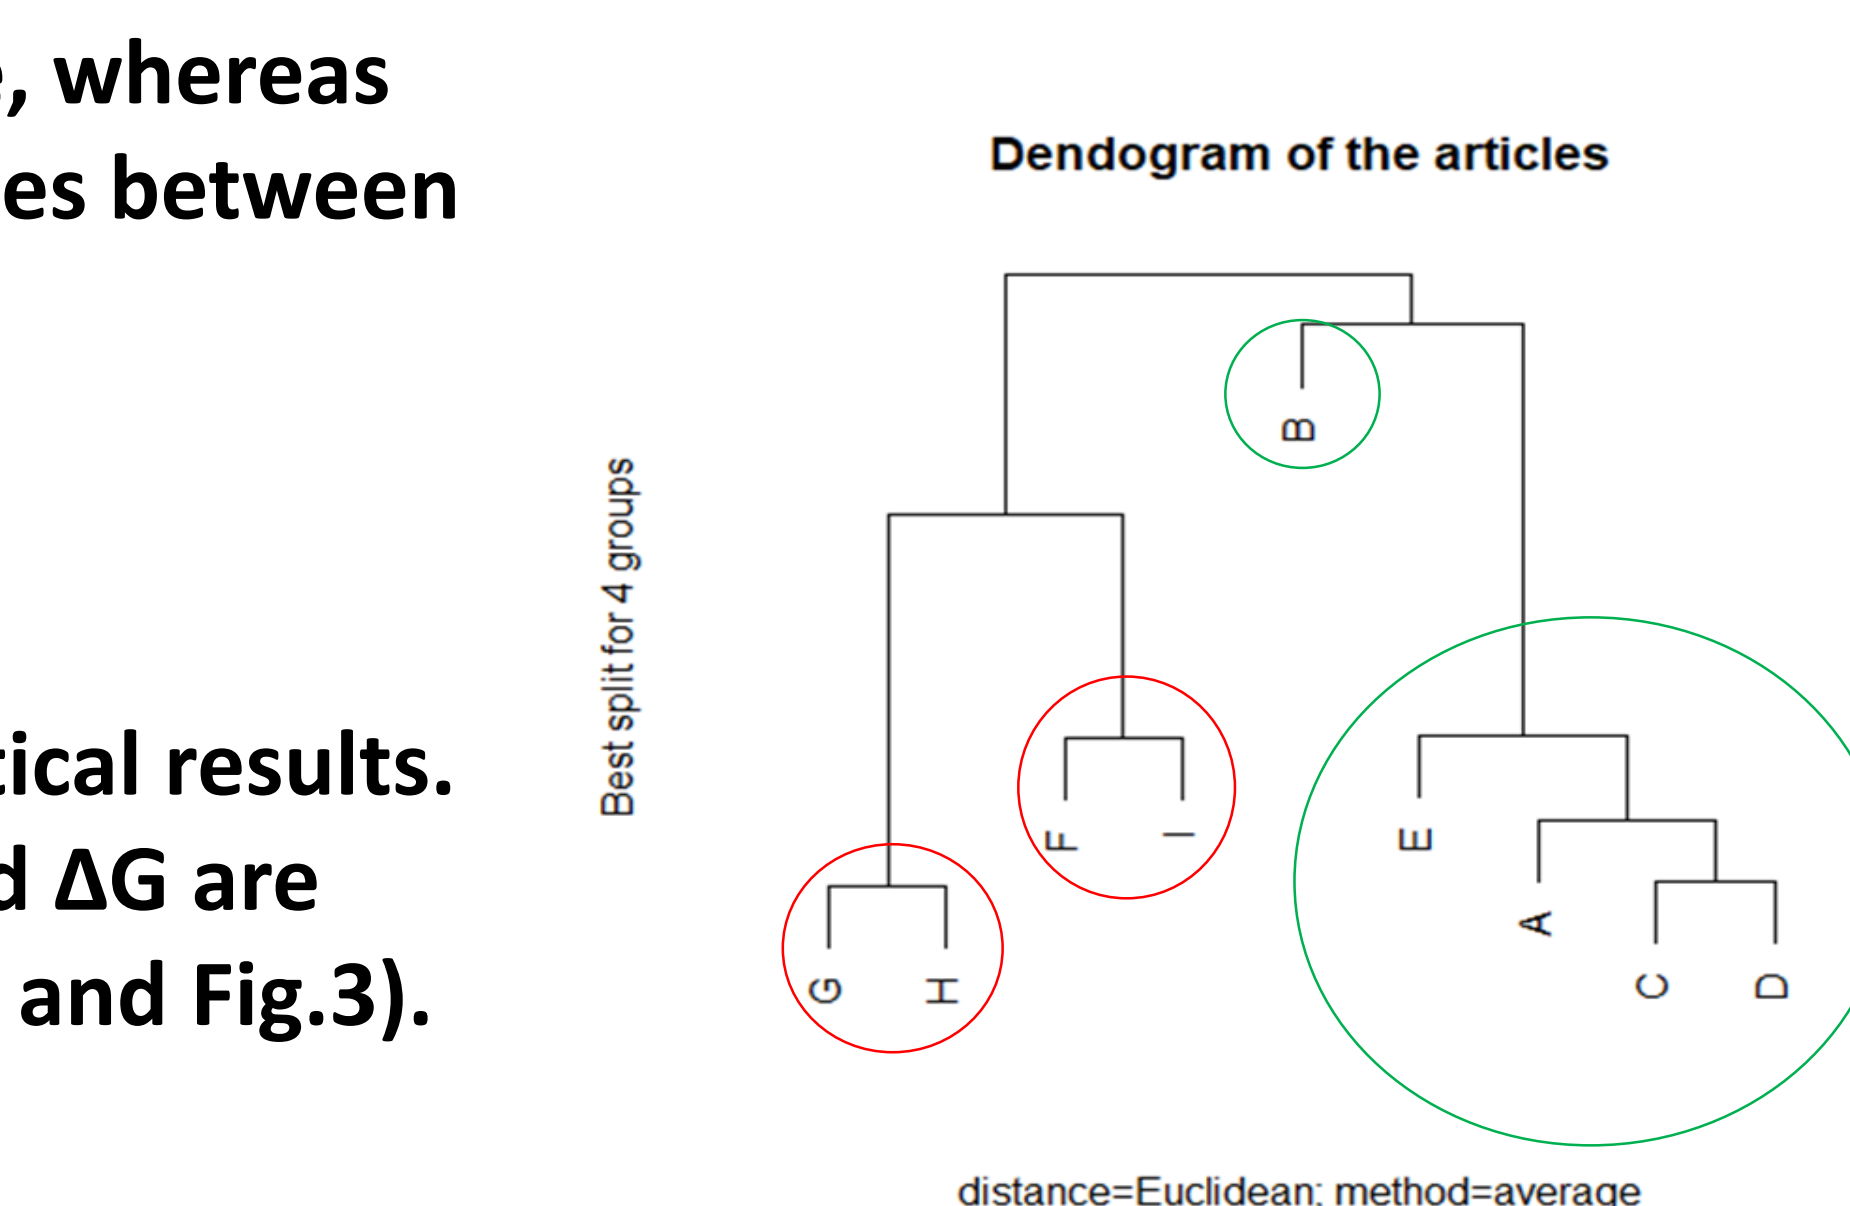 , whereas
es between
tical results.
d ΔG are
and Fig.3).
Dendogram of the articles
Best split for 4 groups
B
F
I
E
A
G
H
C
D
distance=Euclidean; method=average